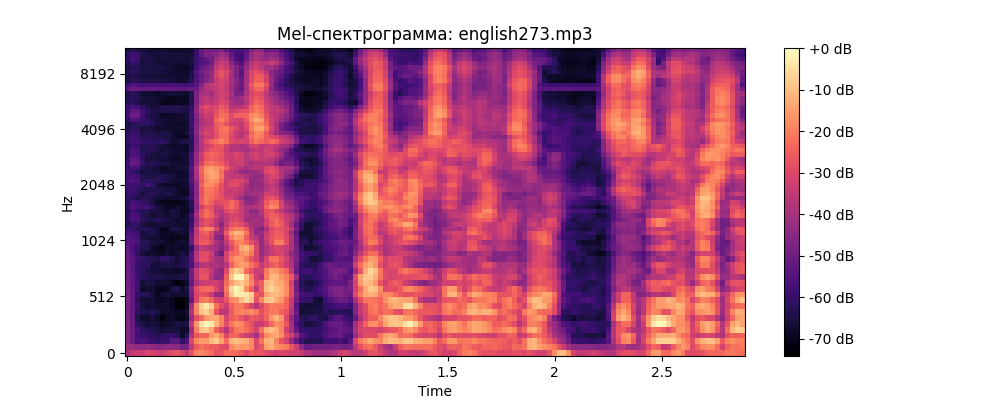 Mel-спектрограмма: english273.mp3
8192
4096
2048
1024
512
0
Hz
0
0.5
1
1.5
2
2.5
Time
+0 dB
-10 dB
-20 dB
-30 dB
-40 dB
-50 dB
-60 dB
-70 dB